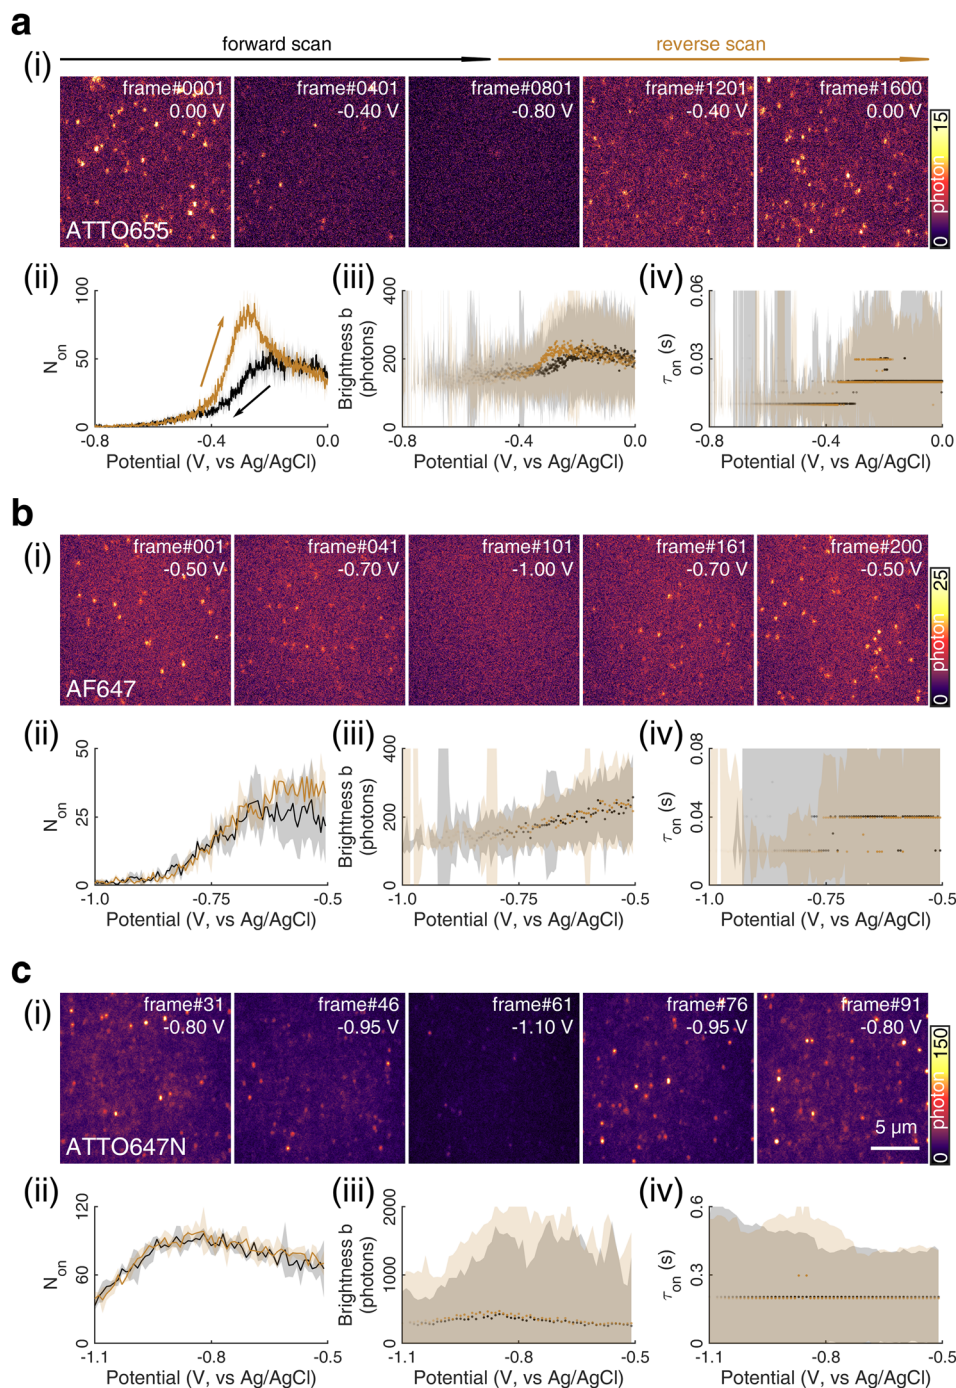 a
forward scan
reverse scan
(i)
frame#0001
0.00 V
frame#0401
-0.40 V
frame#0801
-0.80 V
frame#1201
-0.40 V
frame#1600
0.00 V
ATTO655
0 photon 15
(ii)
(iii)
(iv)
100
50
0
N_on
-0.8
-0.4
0.0
Potential (V, vs Ag/AgCl)
400
200
0
Brightness b
(photons)
-0.8
-0.4
0.0
Potential (V, vs Ag/AgCl)
0.06
0.03
0
τ_on (s)
-0.8
-0.4
0.0
Potential (V, vs Ag/AgCl)
b
(i)
frame#001
-0.50 V
frame#041
-0.70 V
frame#101
-1.00 V
frame#161
-0.70 V
frame#200
-0.50 V
AF647
0 photon 25
(ii)
(iii)
(iv)
50
25
0
N_on
-1.0
-0.75
-0.5
Potential (V, vs Ag/AgCl)
400
200
0
Brightness b
(photons)
-1.0
-0.75
-0.5
Potential (V, vs Ag/AgCl)
0.08
0.04
0
τ_on (s)
-1.0
-0.75
-0.5
Potential (V, vs Ag/AgCl)
c
(i)
frame#31
-0.80 V
frame#46
-0.95 V
frame#61
-1.10 V
frame#76
-0.95 V
frame#91
-0.80 V
ATTO647N
5 μm
0 photon 150
(ii)
(iii)
(iv)
120
60
0
N_on
-1.1
-0.8
-0.5
Potential (V, vs Ag/AgCl)
2000
1000
0
Brightness b
(photons)
-1.1
-0.8
-0.5
Potential (V, vs Ag/AgCl)
0.6
0.3
0
τ_on (s)
-1.1
-0.8
-0.5
Potential (V, vs Ag/AgCl)